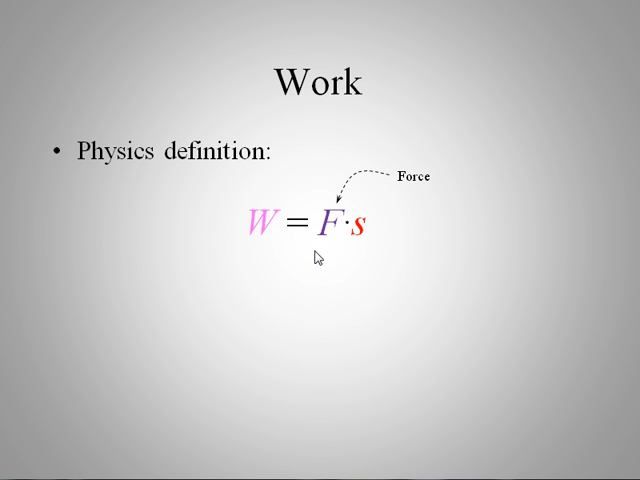 Work
• Physics definition:
Force
W = F·s